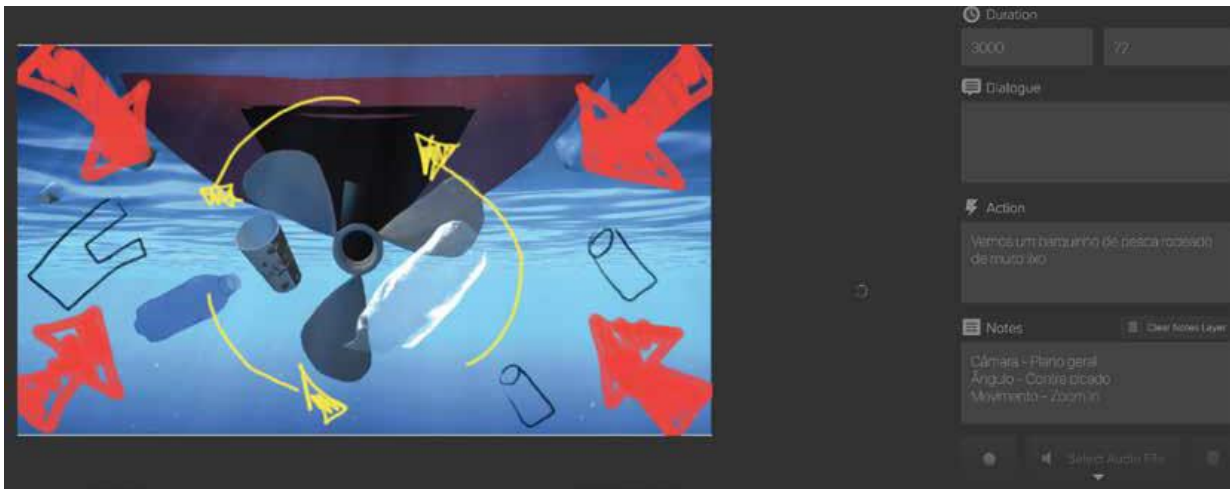 Duration
3000
72
Dialogue
Action
Vemos um barquinho de pesca rodeado
de muito lixo
Notes
Clear Notes Layer
Câmara - Plano geral
Ângulo - Contra picado
Movimento - Zoom in
Select Audio File